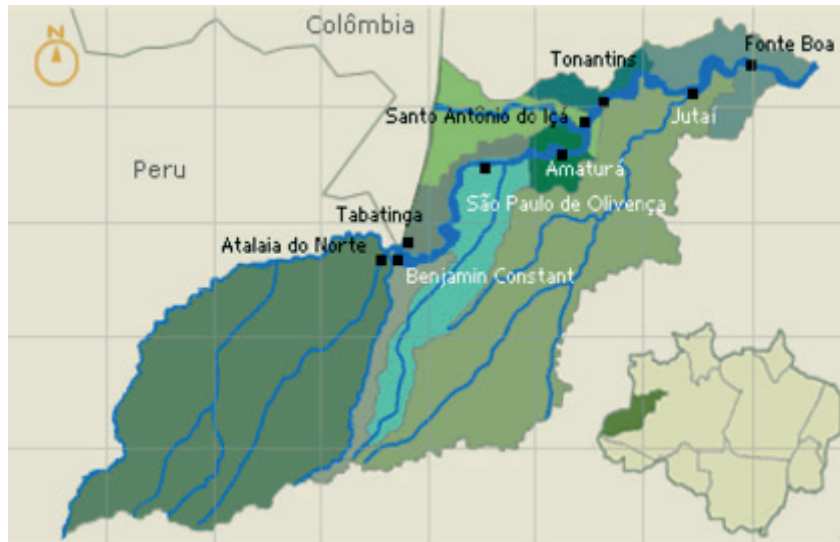 N
Colômbia
Fonte Boa
Tonantins
Santo Antônio do Içá
Jutaí
Peru
Amaturá
São Paulo de Olivença
Tabatinga
Atalaia do Norte
Benjamin Constant